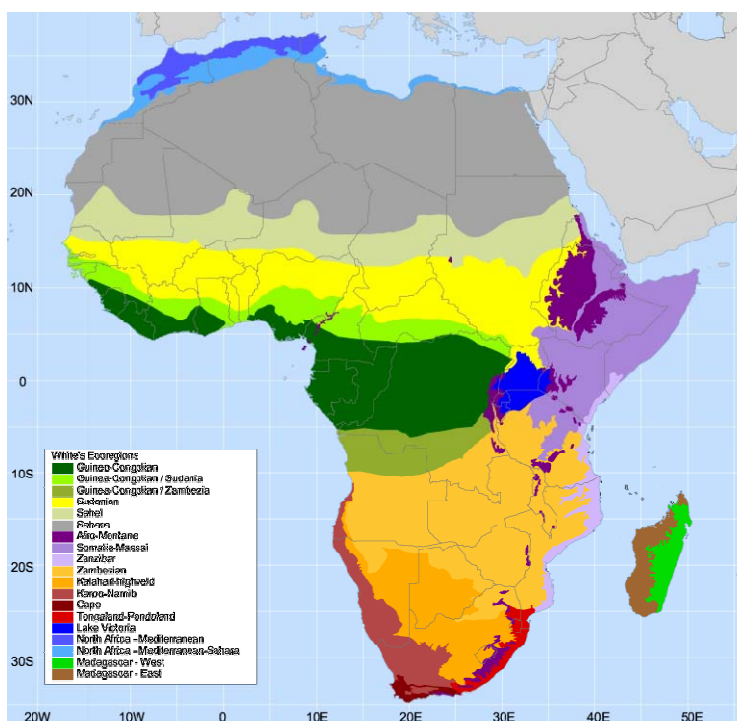 30N
20N
10N
0
10S
20S
30S
White's Ecoregions
Guinea-Congolian
Guinea-Congolian / Sudania
Guinea-Congolian / Zambezia
Sudanian
Sahel
Sahara
Afro-Montane
Somalia-Massai
Zanzibar
Zambezian
Kalahari-Highveld
Karoo-Namib
Cape
Tongaland-Pondoland
Lake Victoria
North Africa - Mediterranean
North Africa - Mediterranean-Sahara
Madagascar - West
Madagascar - East
20W
10W
0
10E
20E
30E
40E
50E